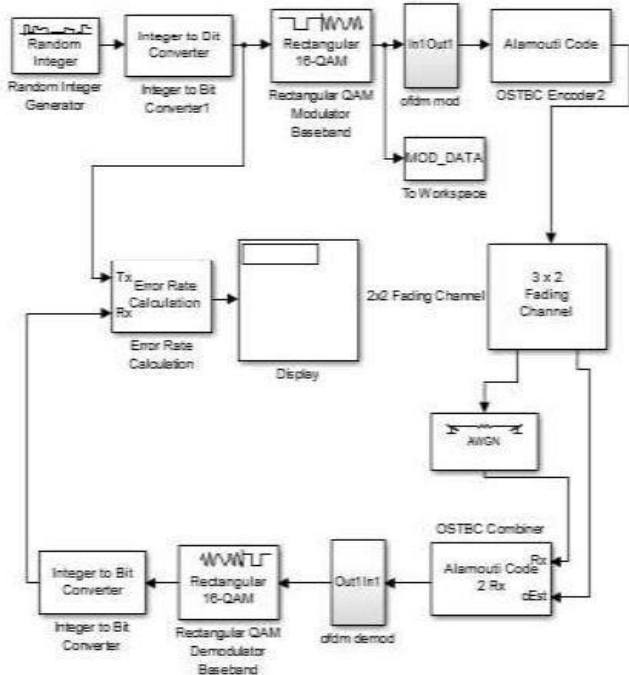 Random
Integer
Random Integer
Generator
Integer to Bit
Converter
Integer to Bit
Converter1
Rectangular
16-QAM
Rectangular QAM
Modulator
Baseband
In1 Out1
ofdm mod
Alamouti Code
OSTBC Encoder2
MOD_DATA
To Workspace
Tx
Rx
Error Rate
Calculation
Error Rate
Calculation
Display
2x2 Fading Channel
3 x 2
Fading
Channel
AWGN
OSTBC Combiner
Alamouti Code
2 Rx
Rx
cEst
Out1 In1
ofdm demod
Rectangular
16-QAM
Rectangular QAM
Demodulator
Baseband
Integer to Bit
Converter
Integer to Bit
Converter